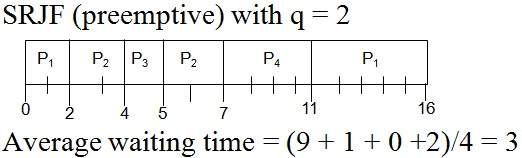 SRJF (preemptive) with q = 2
P1 P2 P3 P2 P4 P1
0 2 4 5 7 11 16
Average waiting time = (9 + 1 + 0 +2)/4 = 3